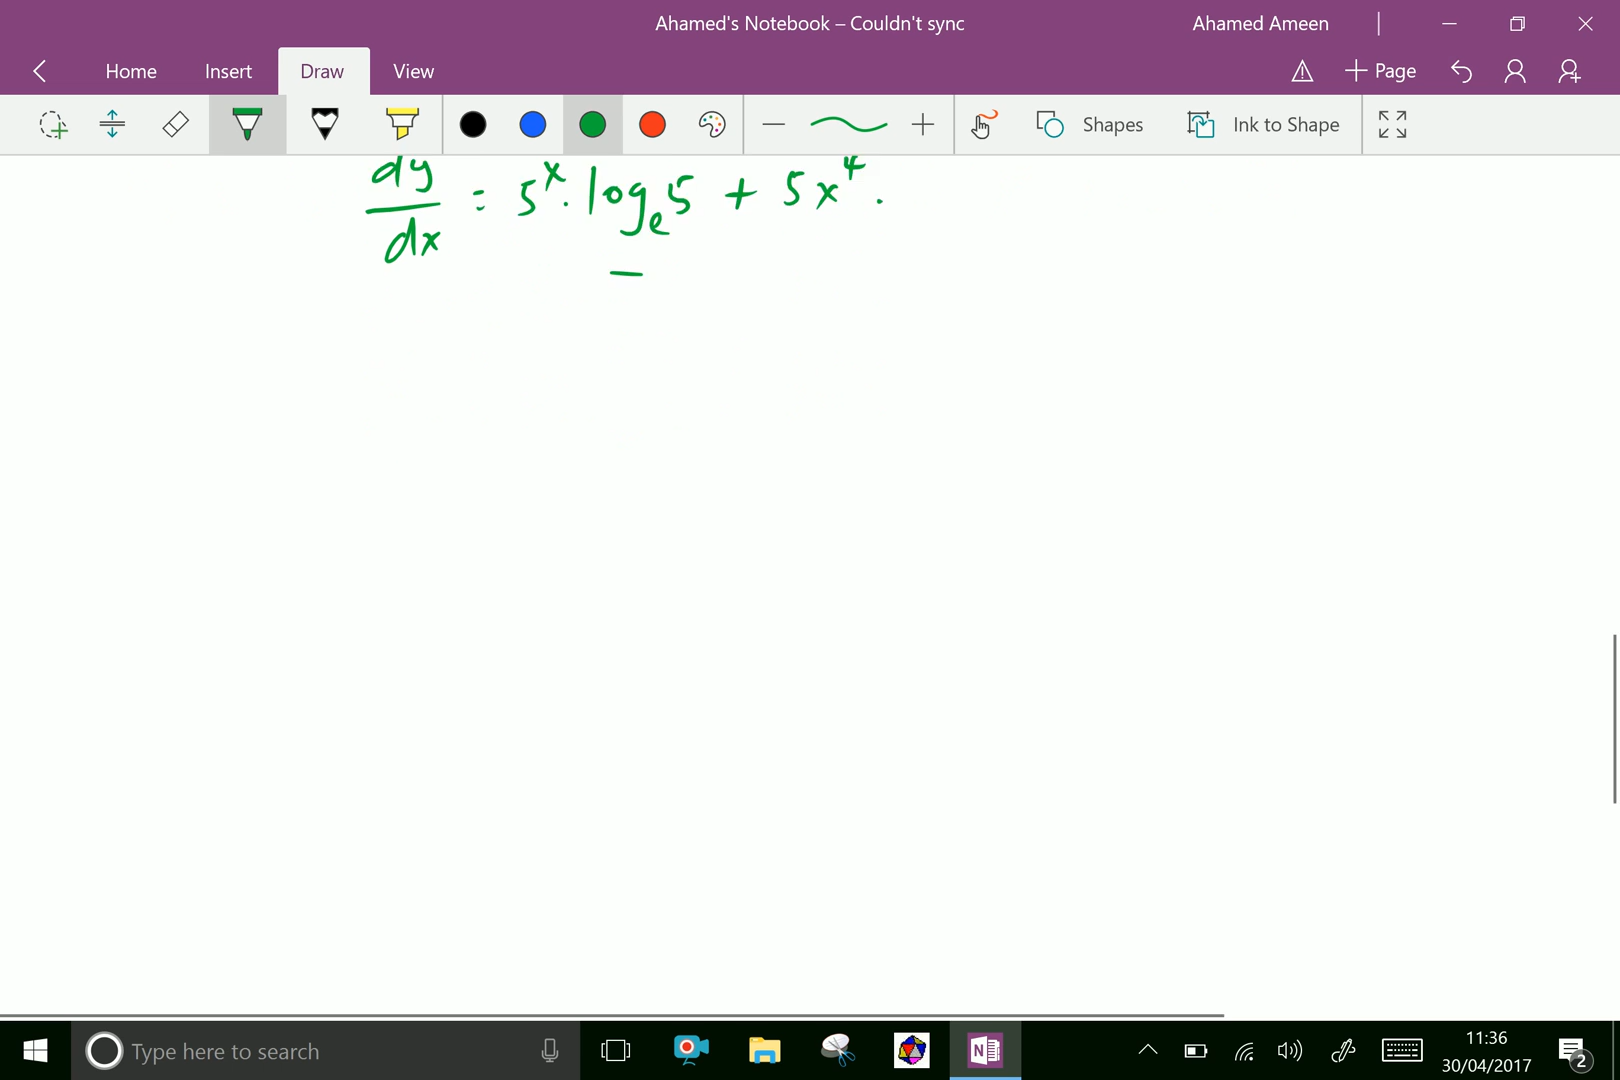 Ahamed's Notebook – Couldn't sync Ahamed Ameen
Home Insert Draw View + Page
Shapes Ink to Shape
dy/dx = 5^x . log_e 5 + 5x^4 .
Type here to search
N
11:36
30/04/2017
2